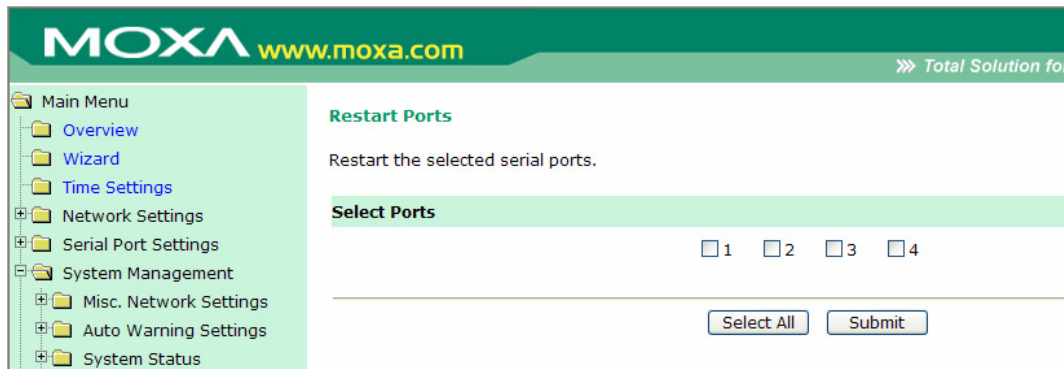 MOXA www.moxa.com
Total Solution fo
Main Menu
Overview
Wizard
Time Settings
Network Settings
Serial Port Settings
System Management
Misc. Network Settings
Auto Warning Settings
System Status
Restart Ports
Restart the selected serial ports.
Select Ports
1 2 3 4
Select All Submit